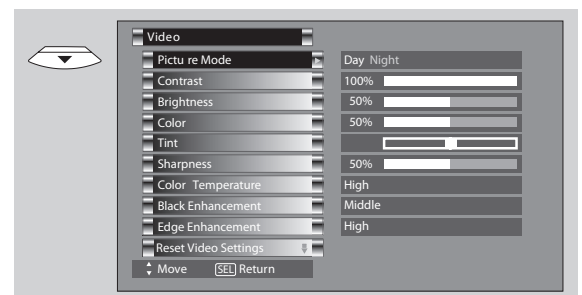 Video
Pictu re Mode Day Night
Contrast 100%
Brightness 50%
Color 50%
Tint
Sharpness 50%
Color Temperature High
Black Enhancement Middle
Edge Enhancement High
Reset Video Settings
Move SEL Return